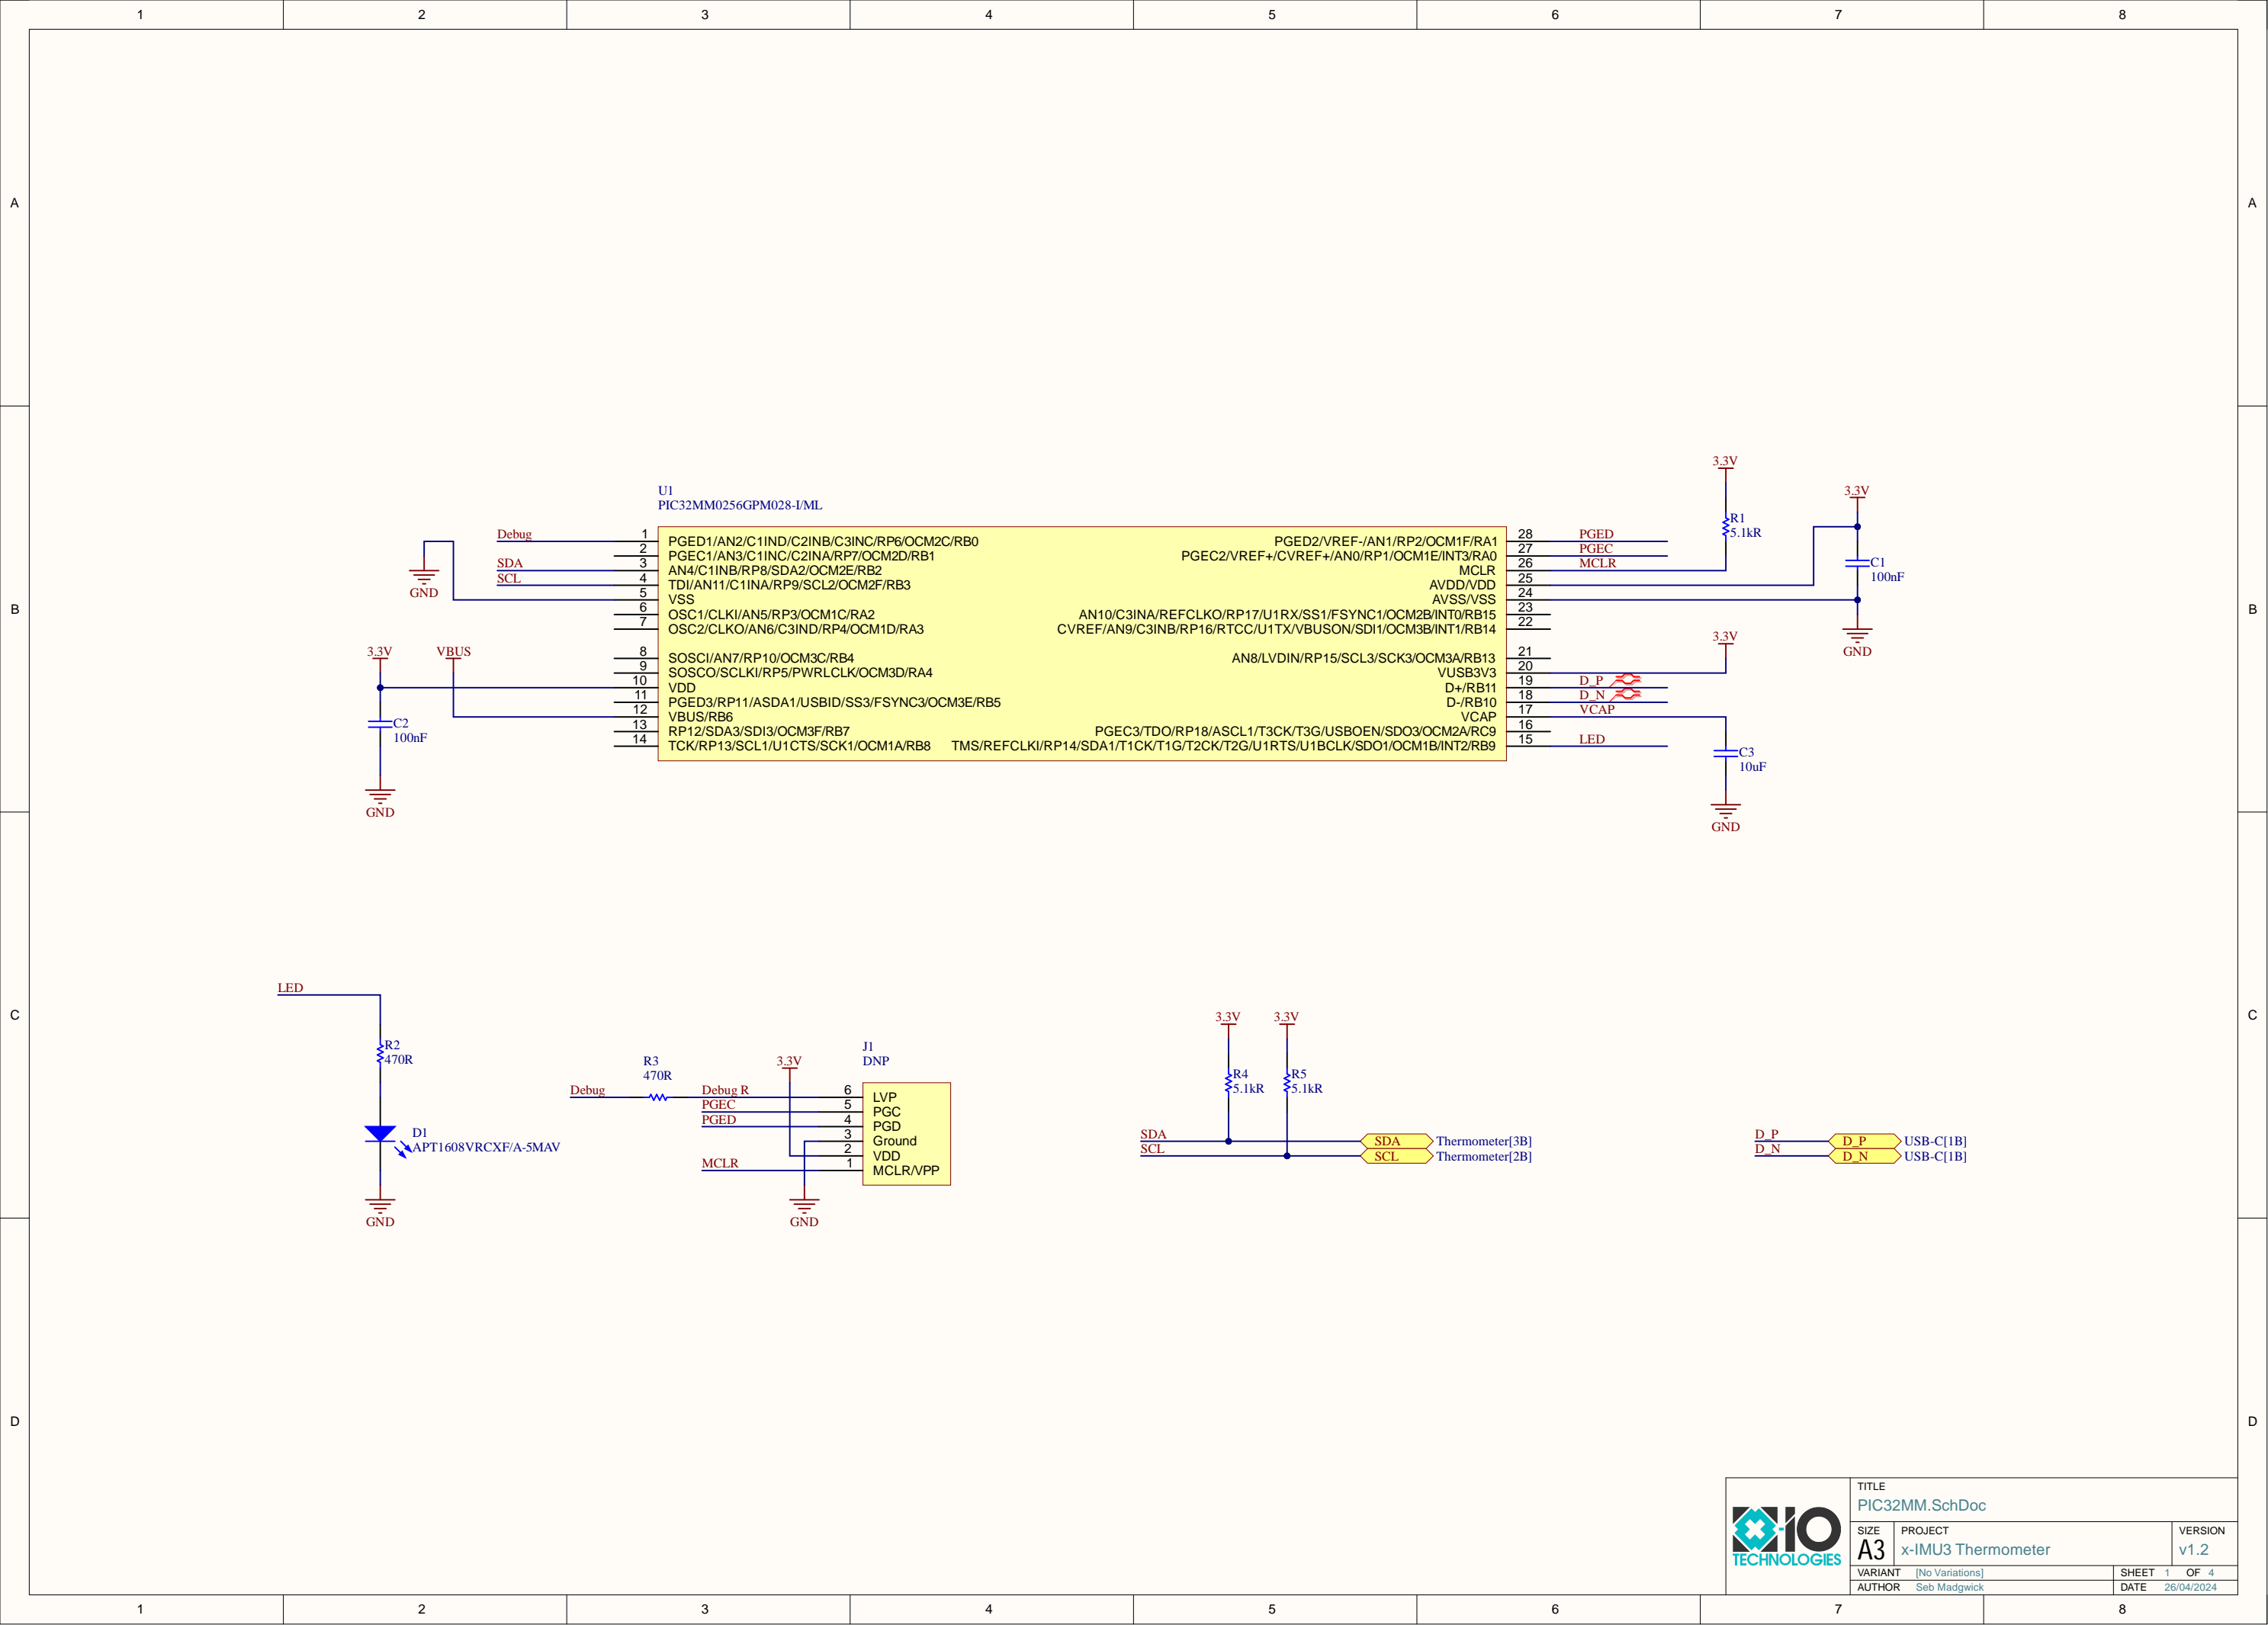 1 2 3 4 5 6 7 8
A A
3.3V
3.3V
U1
PIC32MM0256GPM028-I/ML
R1
5.1kR
Debug 1 PGED1/AN2/C1IND/C2INB/C3INC/RP6/OCM2C/RB0 PGED2/VREF-/AN1/RP2/OCM1F/RA1 28 PGED
2 PGEC1/AN3/C1INC/C2INA/RP7/OCM2D/RB1 PGEC2/VREF+/CVREF+/AN0/RP1/OCM1E/INT3/RA0 27 PGEC
SDA 3 AN4/C1INB/RP8/SDA2/OCM2E/RB2 MCLR 26 MCLR
SCL 4 TDI/AN11/C1INA/RP9/SCL2/OCM2F/RB3 AVDD/VDD 25
C1
100nF
GND
5 VSS AVSS/VSS 24
6 OSC1/CLKI/AN5/RP3/OCM1C/RA2 AN10/C3INA/REFCLKO/RP17/U1RX/SS1/FSYNC1/OCM2B/INT0/RB15 23
7 OSC2/CLKO/AN6/C3IND/RP4/OCM1D/RA3 CVREF/AN9/C3INB/RP16/RTCC/U1TX/VBUSON/SDI1/OCM3B/INT1/RB14 22
B B
3.3V
GND
3.3V VBUS
8 SOSCI/AN7/RP10/OCM3C/RB4 AN8/LVDIN/RP15/SCL3/SCK3/OCM3A/RB13 21
9 SOSCO/SCLKI/RP5/PWRLCLK/OCM3D/RA4 VUSB3V3 20
10 VDD D+/RB11 19 D_P
11 PGED3/RP11/ASDA1/USBID/SS3/FSYNC3/OCM3E/RB5 D-/RB10 18 D_N
12 VBUS/RB6 VCAP 17 VCAP
13 RP12/SDA3/SDI3/OCM3F/RB7 PGEC3/TDO/RP18/ASCL1/T3CK/T3G/USBOEN/SDO3/OCM2A/RC9 16
14 TCK/RP13/SCL1/U1CTS/SCK1/OCM1A/RB8 TMS/REFCLKI/RP14/SDA1/T1CK/T1G/T2CK/T2G/U1RTS/U1BCLK/SDO1/OCM1B/INT2/RB9 15 LED
C2
100nF
C3
10uF
GND
GND
LED
R2
470R
D1
APT1608VRCXF/A-5MAV
GND
R3
470R
3.3V
J1
DNP
Debug Debug R 6 LVP
PGEC 5 PGC
PGED 4 PGD
3 Ground
2 VDD
MCLR 1 MCLR/VPP
GND
3.3V 3.3V
R4
5.1kR
R5
5.1kR
SDA SDA Thermometer[3B]
SCL SCL Thermometer[2B]
D_P D_P USB-C[1B]
D_N D_N USB-C[1B]
C C
D D
X-IO
TECHNOLOGIES
TITLE
PIC32MM.SchDoc
SIZE PROJECT VERSION
A3 x-IMU3 Thermometer v1.2
VARIANT [No Variations] SHEET 1 OF 4
AUTHOR Seb Madgwick DATE 26/04/2024
1 2 3 4 5 6 7 8